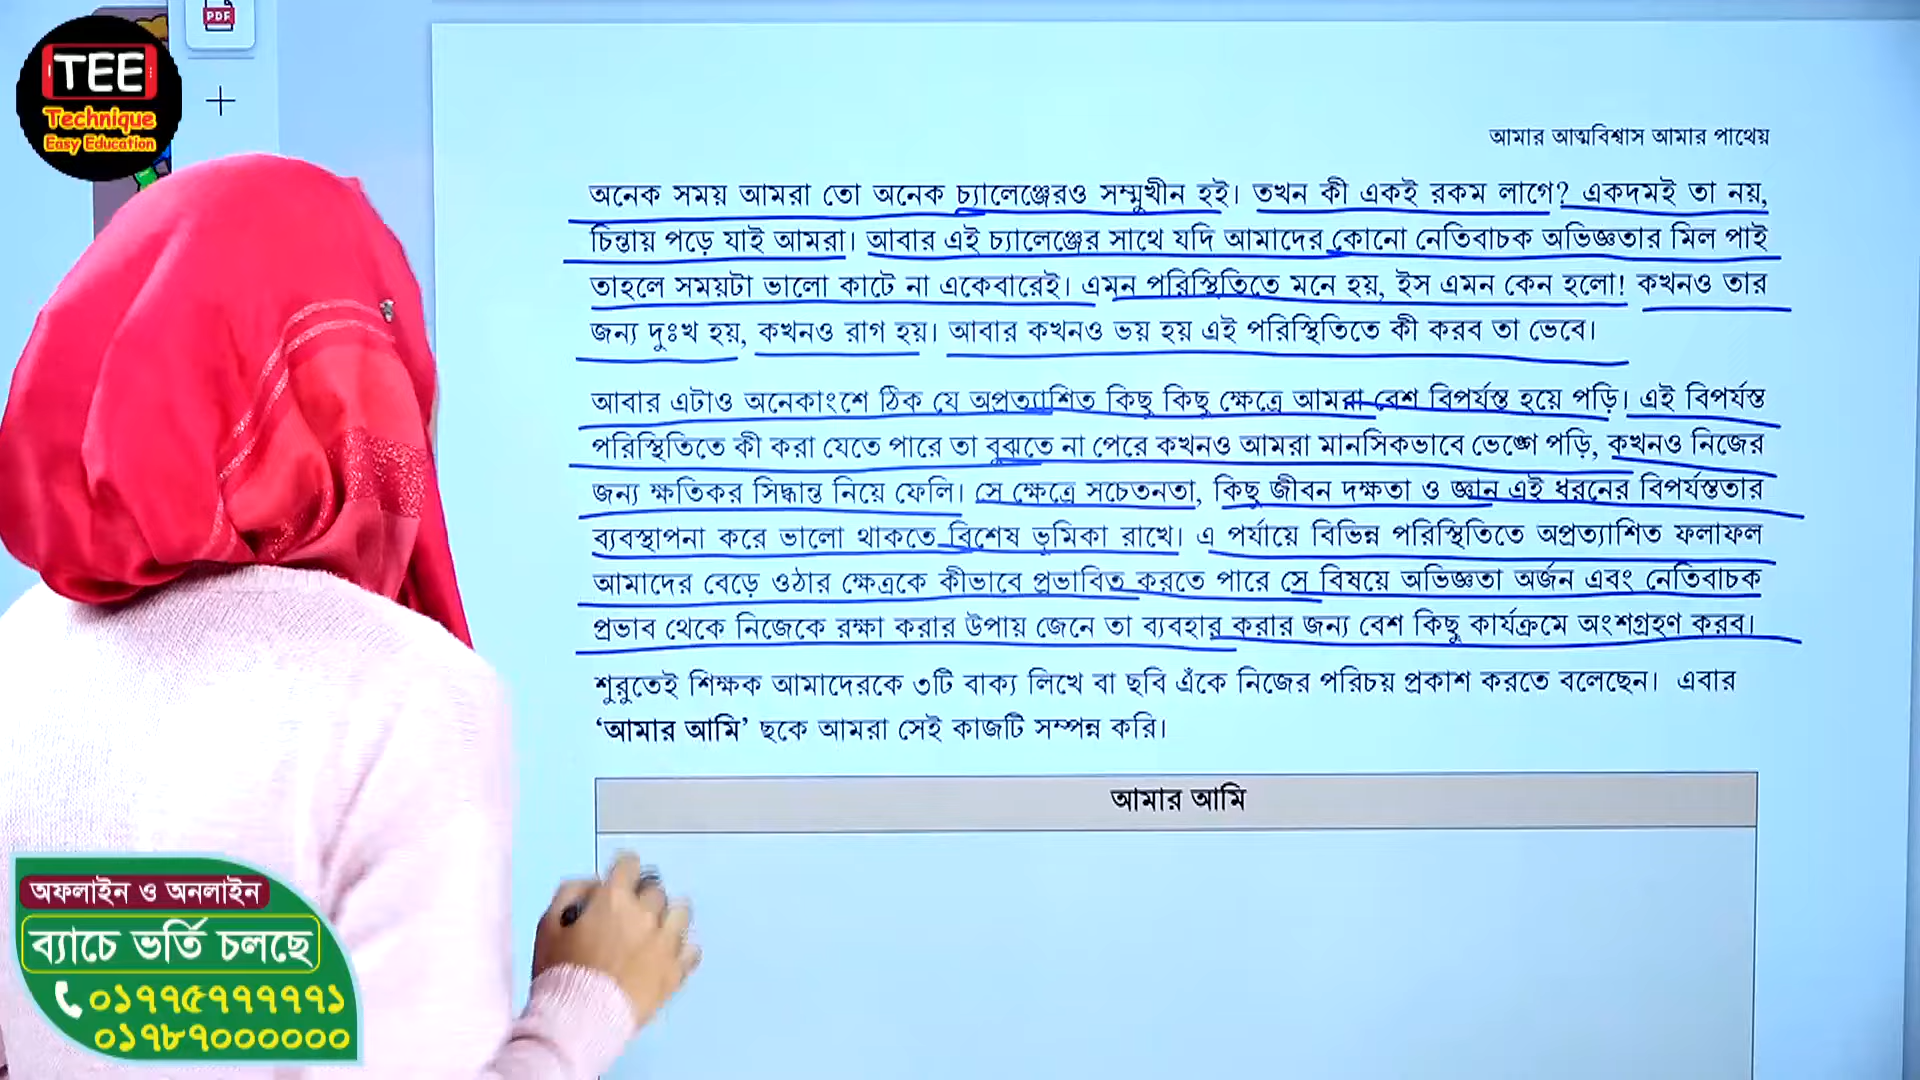 PDF
TEE
Technique
Easy Education
আমার আত্মবিশ্বাস আমার পাথেয়
অনেক সময় আমরা তো অনেক চ্যালেঞ্জেরও সম্মুখীন হই। তখন কী একই রকম লাগে? একদমই তা নয়,
চিন্তায় পড়ে যাই আমরা। আবার এই চ্যালেঞ্জের সাথে যদি আমাদের কোনো নেতিবাচক অভিজ্ঞতার মিল পাই
তাহলে সময়টা ভালো কাটে না একেবারেই। এমন পরিস্থিতিতে মনে হয়, ইস এমন কেন হলো! কখনও তার
জন্য দুঃখ হয়, কখনও রাগ হয়। আবার কখনও ভয় হয় এই পরিস্থিতিতে কী করব তা ভেবে।
আবার এটাও অনেকাংশে ঠিক যে অপ্রত্যাশিত কিছু কিছু ক্ষেত্রে আমরা বেশ বিপর্যস্ত হয়ে পড়ি। এই বিপর্যস্ত
পরিস্থিতিতে কী করা যেতে পারে তা বুঝতে না পেরে কখনও আমরা মানসিকভাবে ভেঙ্গে পড়ি, কখনও নিজের
জন্য ক্ষতিকর সিদ্ধান্ত নিয়ে ফেলি। সে ক্ষেত্রে সচেতনতা, কিছু জীবন দক্ষতা ও জ্ঞান এই ধরনের বিপর্যস্ততার
ব্যবস্থাপনা করে ভালো থাকতে বিশেষ ভূমিকা রাখে। এ পর্যায়ে বিভিন্ন পরিস্থিতিতে অপ্রত্যাশিত ফলাফল
আমাদের বেড়ে ওঠার ক্ষেত্রকে কীভাবে প্রভাবিত করতে পারে সে বিষয়ে অভিজ্ঞতা অর্জন এবং নেতিবাচক
প্রভাব থেকে নিজেকে রক্ষা করার উপায় জেনে তা ব্যবহার করার জন্য বেশ কিছু কার্যক্রমে অংশগ্রহণ করব।
শুরুতেই শিক্ষক আমাদেরকে ৩টি বাক্য লিখে বা ছবি এঁকে নিজের পরিচয় প্রকাশ করতে বলেছেন। এবার
‘আমার আমি’ ছকে আমরা সেই কাজটি সম্পন্ন করি।
আমার আমি
অফলাইন ও অনলাইন
ব্যাচে ভর্তি চলছে
০১৭৭৫৭৭৭৭৭১
০১৭৮৭০০০০০০